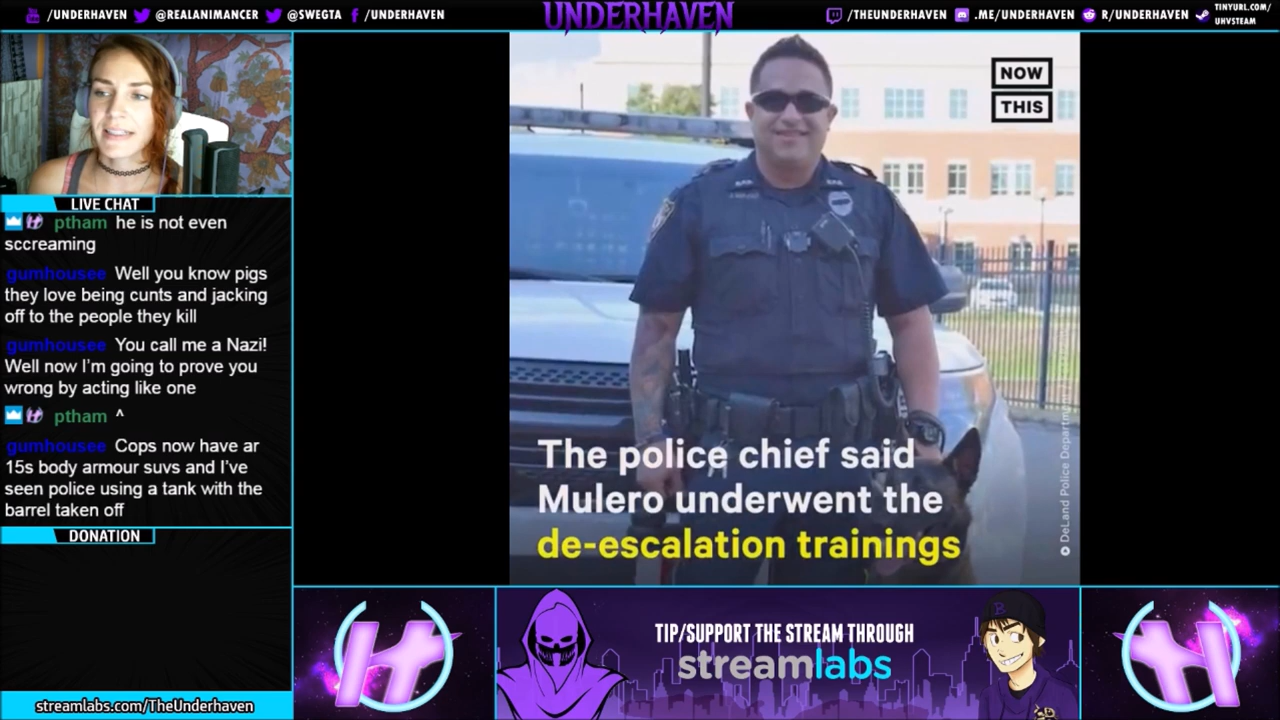 /UNDERHAVEN
@REALANIMANCER
@SWEGTA
/UNDERHAVEN
UNDERHAVEN
/THEUNDERHAVEN
.ME/UNDERHAVEN
R/UNDERHAVEN
TINYURL.COM/
UHVSTEAM
NOW
THIS
LIVE CHAT
ptham he is not even
sccreaming
gumhousee Well you know pigs
they love being cunts and jacking
off to the people they kill
gumhousee You call me a Nazi!
Well now I'm going to prove you
wrong by acting like one
ptham ^
gumhousee Cops now have ar
15s body armour suvs and I've
seen police using a tank with the
barrel taken off
The police chief said
Mulero underwent the
de-escalation trainings
DeLand Police Department
DONATION
TIP/SUPPORT THE STREAM THROUGH
streamlabs
streamlabs.com/TheUnderhaven